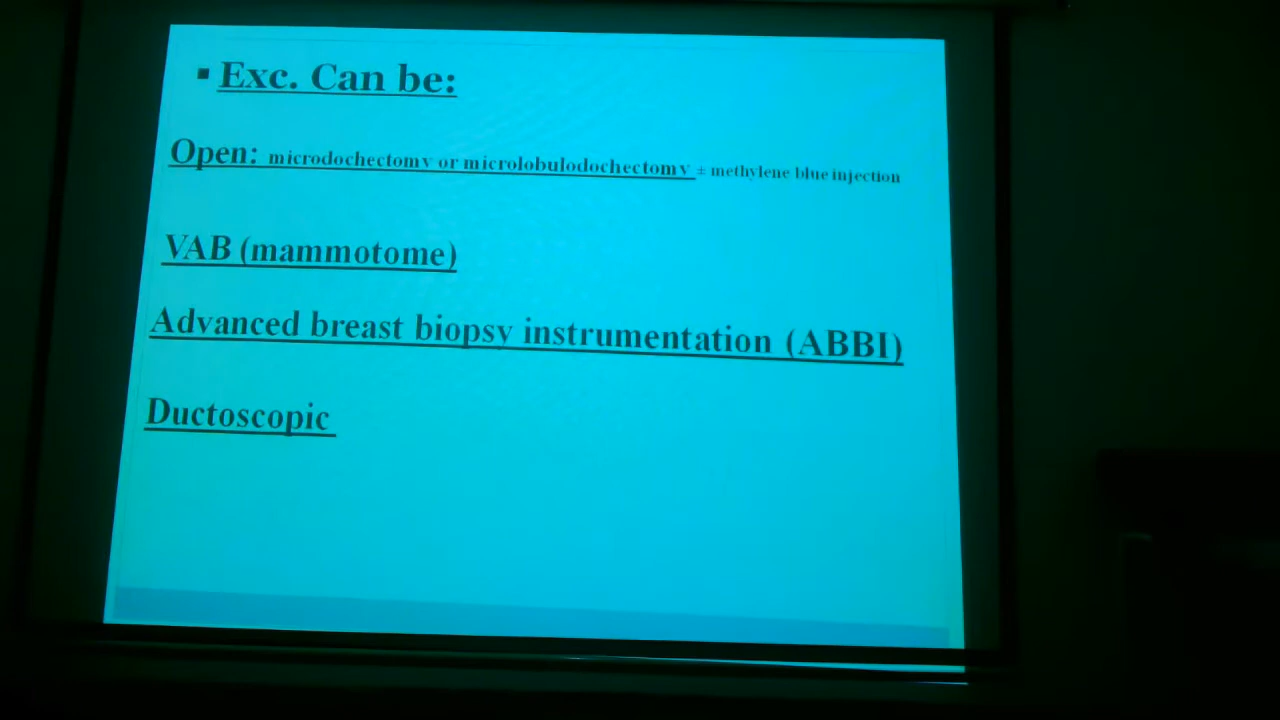 ▪ Exc. Can be:
Open: microdochectomy or microlobulodochectomy ± methylene blue injection
VAB (mammotome)
Advanced breast biopsy instrumentation (ABBI)
Ductoscopic